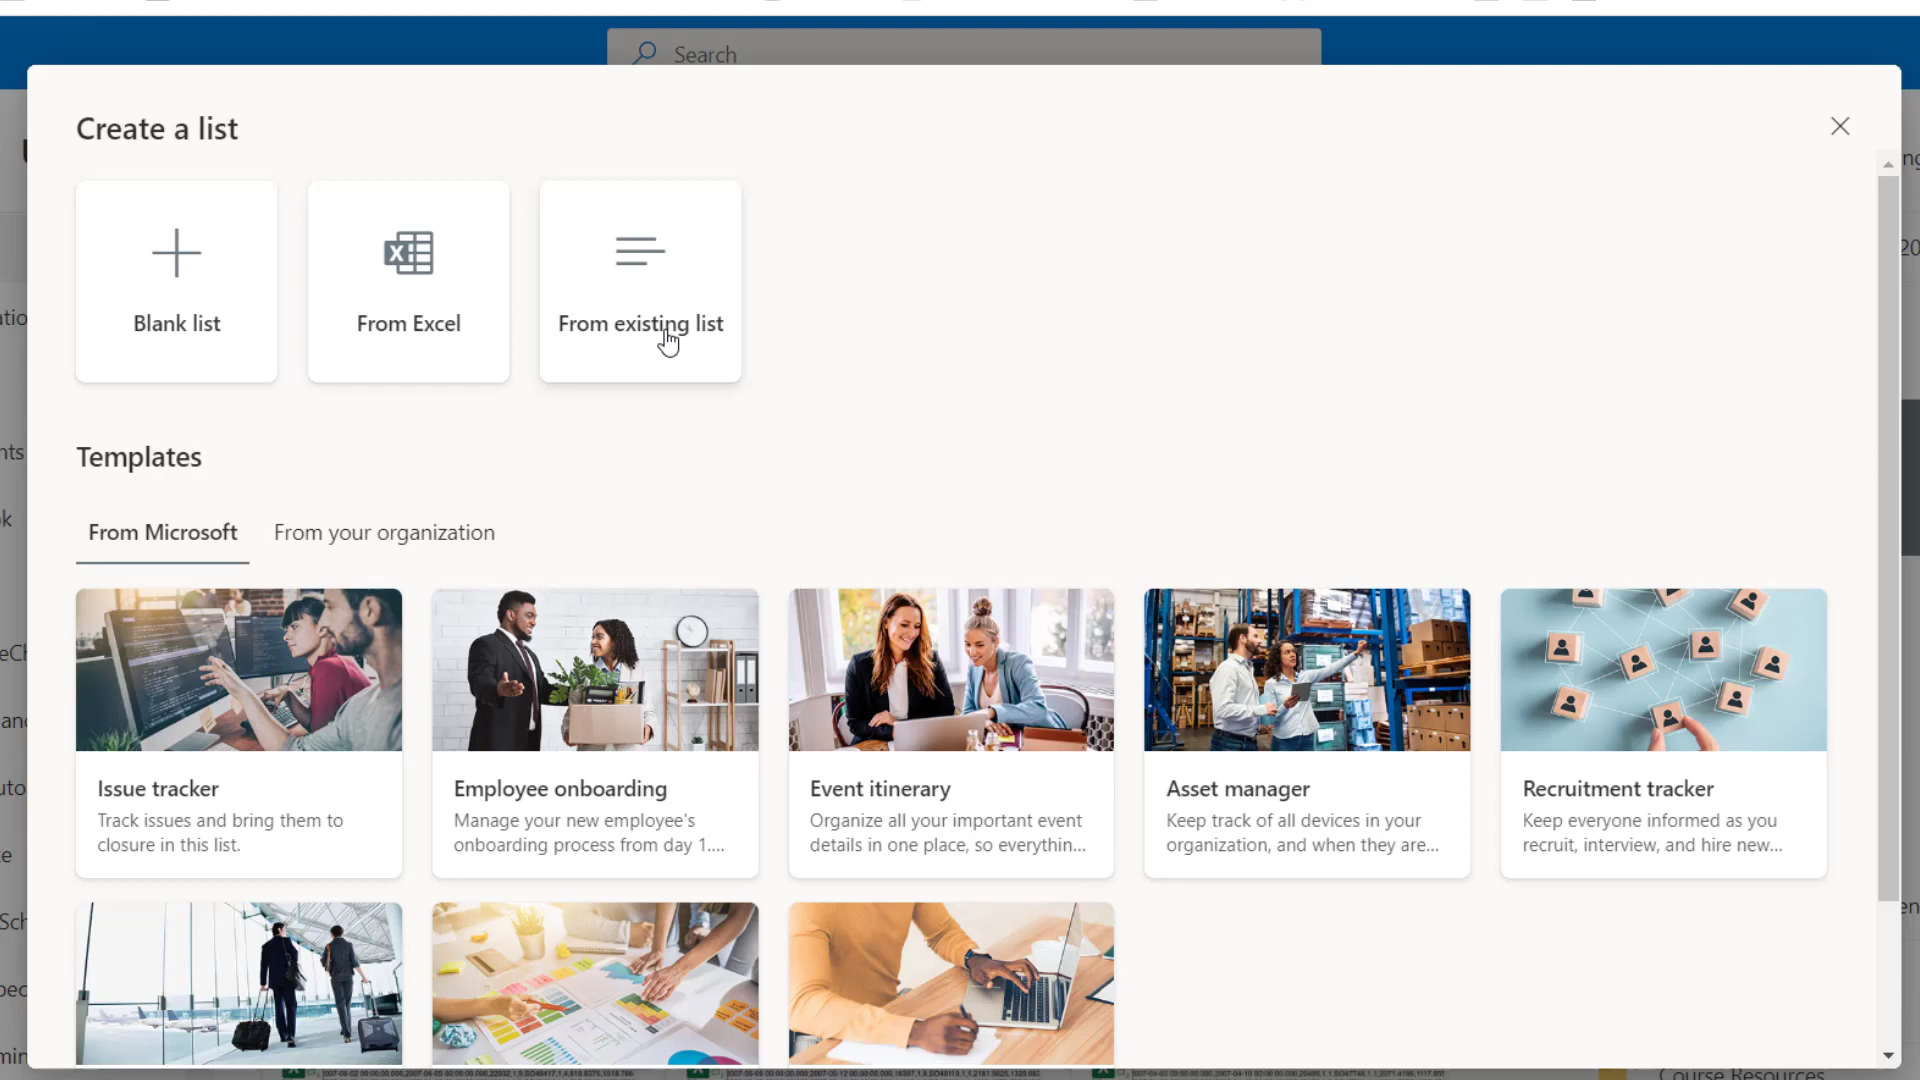 Search
Create a list
Blank list
From Excel
From existing list
Templates
From Microsoft
From your organization
Issue tracker
Track issues and bring them to
closure in this list.
Employee onboarding
Manage your new employee's
onboarding process from day 1....
Event itinerary
Organize all your important event
details in one place, so everythin...
Asset manager
Keep track of all devices in your
organization, and when they are...
Recruitment tracker
Keep everyone informed as you
recruit, interview, and hire new...
Course Resources